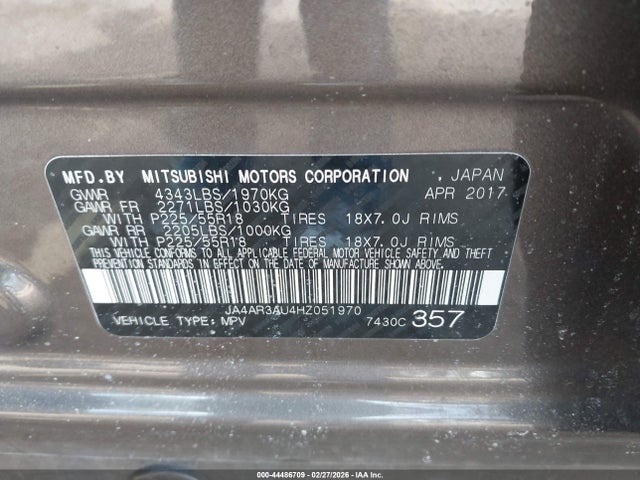 MFD.BY MITSUBISHI MOTORS CORPORATION , JAPAN
GVWR 4343LBS/1970KG APR 2017
GAWR FR 2271LBS/1030KG
WITH P225/55R18 TIRES 18X7.0J RIMS
GAWR RR 2205LBS/1000KG
WITH P225/55R18 TIRES 18X7.0J RIMS
THIS VEHICLE CONFORMS TO ALL APPLICABLE FEDERAL MOTOR VEHICLE SAFETY AND THEFT
PREVENTION STANDARDS IN EFFECT ON THE DATE OF MANUFACTURE SHOWN ABOVE.
JA4AR3AU4HZ051970
VEHICLE TYPE: MPV 7430C 357
000-44486709 - 02/27/2026 - IAA Inc.